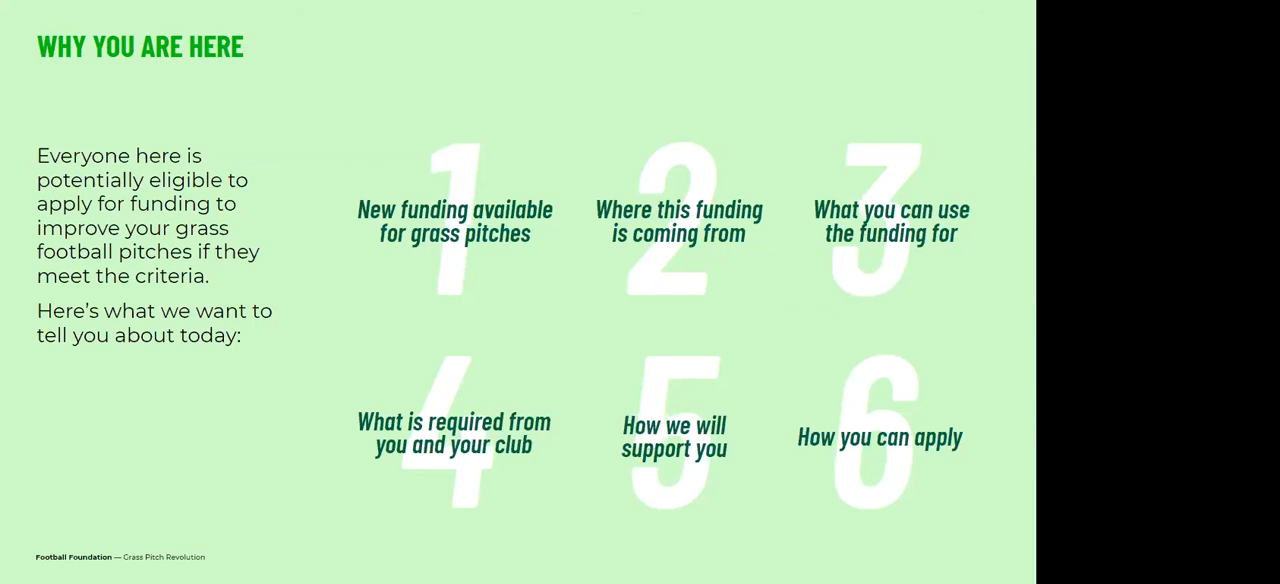 WHY YOU ARE HERE
Everyone here is
potentially eligible to
apply for funding to
improve your grass
football pitches if they
meet the criteria.
Here's what we want to
tell you about today:
1
New funding available
for grass pitches
2
Where this funding
is coming from
3
What you can use
the funding for
4
What is required from
you and your club
5
How we will
support you
6
How you can apply
Football Foundation — Grass Pitch Revolution